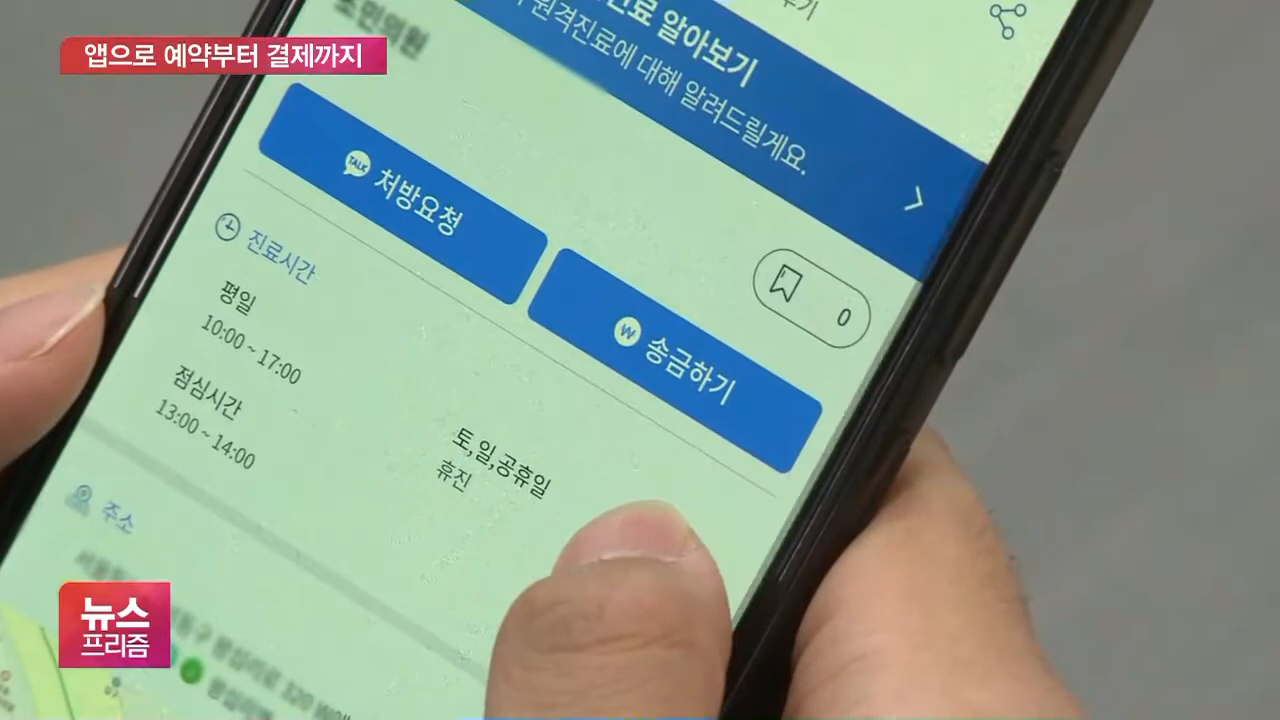 앱으로 예약부터 결제까지
진료 알아보기
원격진료에 대해 알려드릴게요.
TALK 처방요청
W 송금하기
0
진료시간
평일
10:00 ~ 17:00
점심시간
13:00 ~ 14:00
토,일,공휴일
휴진
주소
뉴스
프리즘